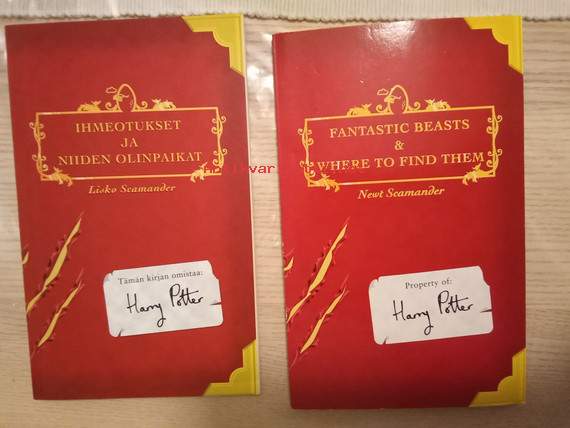 IHMEOTUKSET
JA
NIIDEN OLINPAIKAT
Lisko Scamander
Tämän kirjan omistaa:
Harry Potter
FANTASTIC BEASTS
&
WHERE TO FIND THEM
Newt Scamander
Property of:
Harry Potter